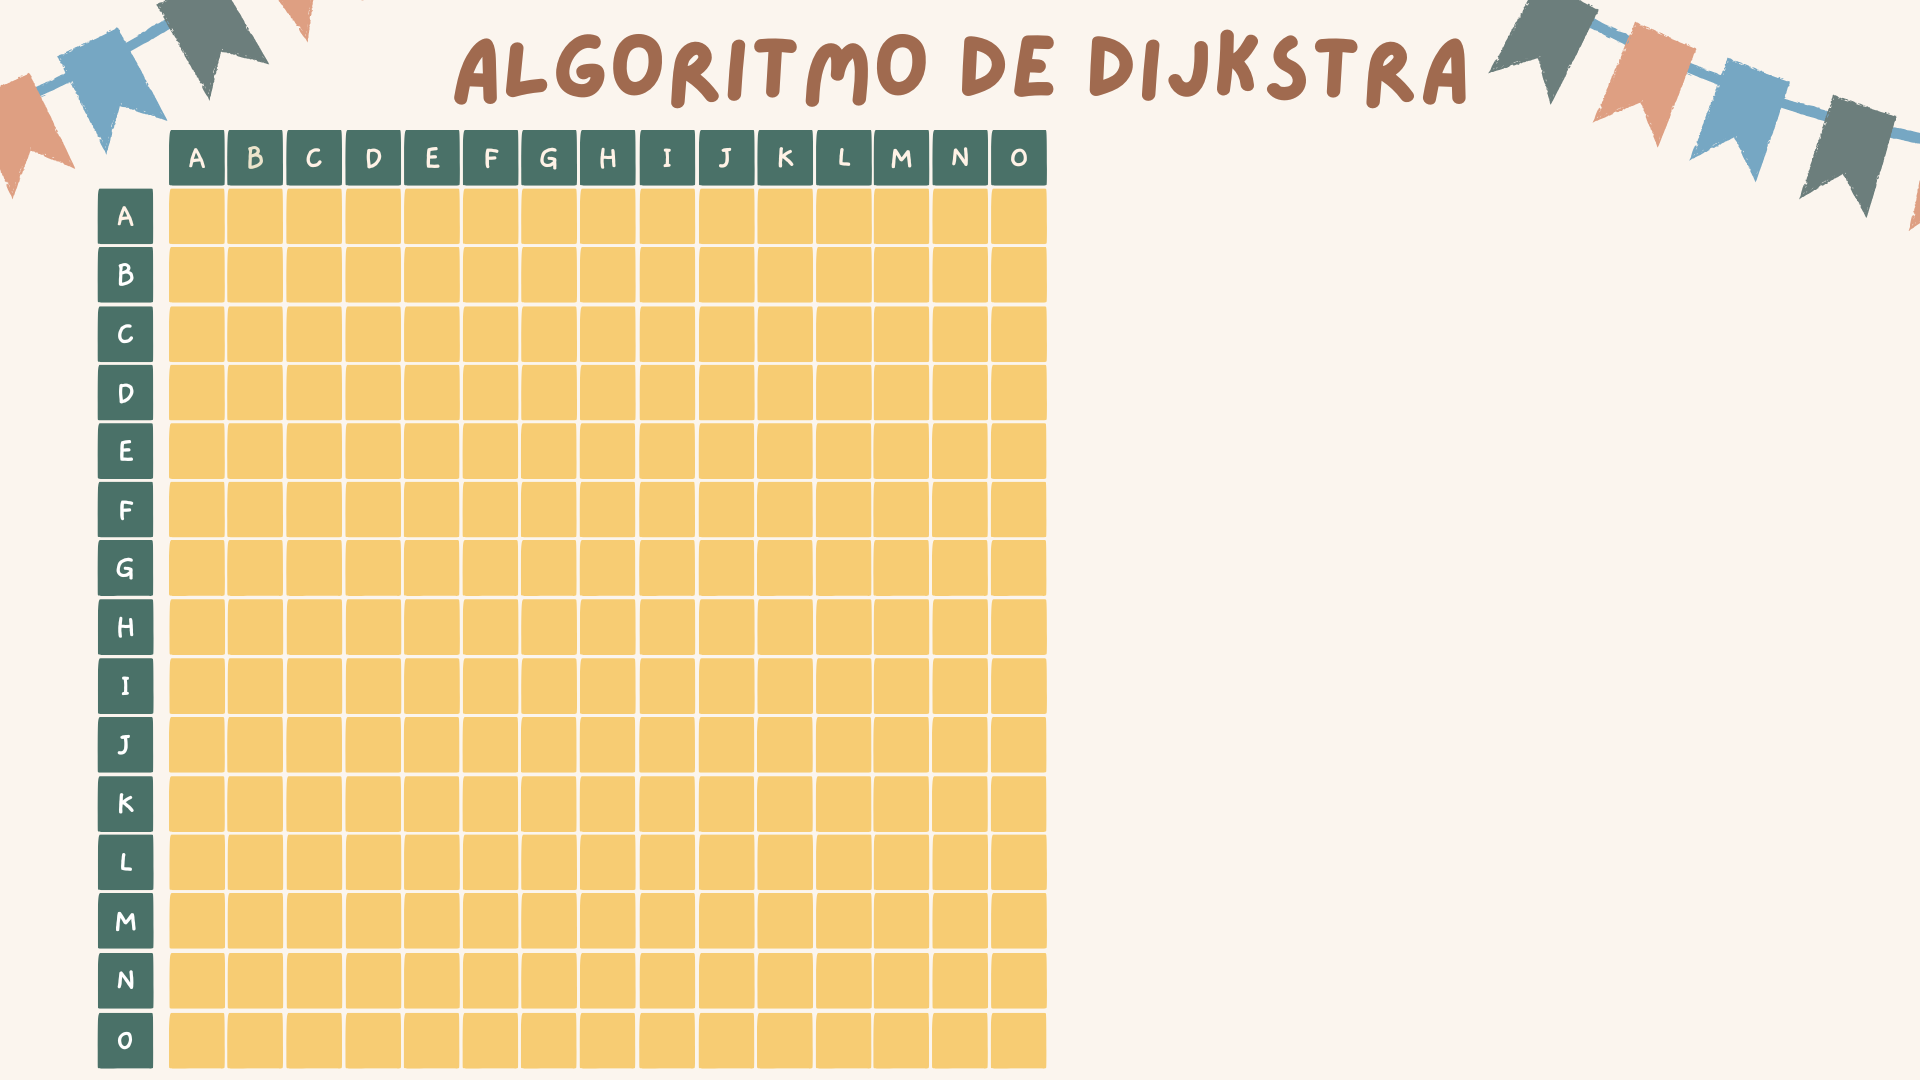 ALGORITMO DE DIJKSTRA
A B C D E F G H I J K L M N O
A
B
C
D
E
F
G
H
I
J
K
L
M
N
O